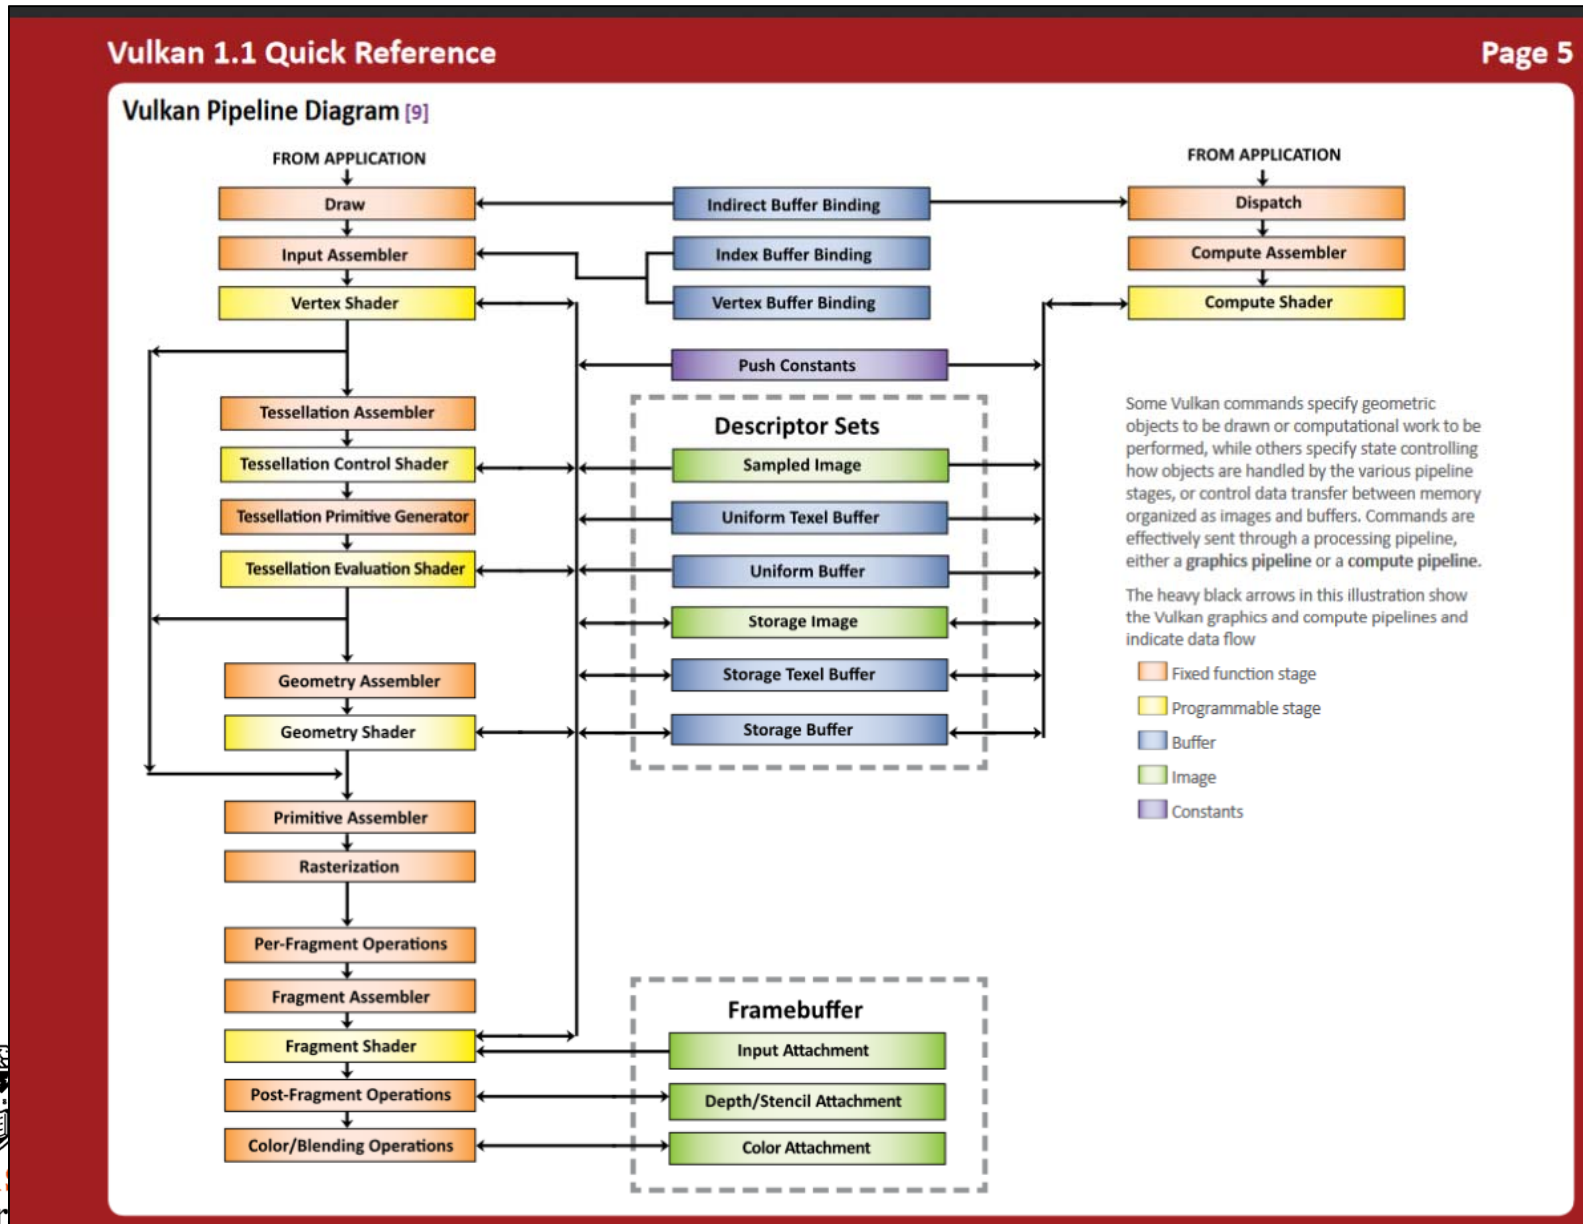 Vulkan 1.1 Quick Reference
Page 5
Vulkan Pipeline Diagram [9]
FROM APPLICATION
Draw
Input Assembler
Vertex Shader
Tessellation Assembler
Tessellation Control Shader
Tessellation Primitive Generator
Tessellation Evaluation Shader
Geometry Assembler
Geometry Shader
Primitive Assembler
Rasterization
Per-Fragment Operations
Fragment Assembler
Fragment Shader
Post-Fragment Operations
Color/Blending Operations
Indirect Buffer Binding
Index Buffer Binding
Vertex Buffer Binding
Push Constants
Descriptor Sets
Sampled Image
Uniform Texel Buffer
Uniform Buffer
Storage Image
Storage Texel Buffer
Storage Buffer
Framebuffer
Input Attachment
Depth/Stencil Attachment
Color Attachment
FROM APPLICATION
Dispatch
Compute Assembler
Compute Shader
Some Vulkan commands specify geometric
objects to be drawn or computational work to be
performed, while others specify state controlling
how objects are handled by the various pipeline
stages, or control data transfer between memory
organized as images and buffers. Commands are
effectively sent through a processing pipeline,
either a graphics pipeline or a compute pipeline.
The heavy black arrows in this illustration show
the Vulkan graphics and compute pipelines and
indicate data flow
Fixed function stage
Programmable stage
Buffer
Image
Constants